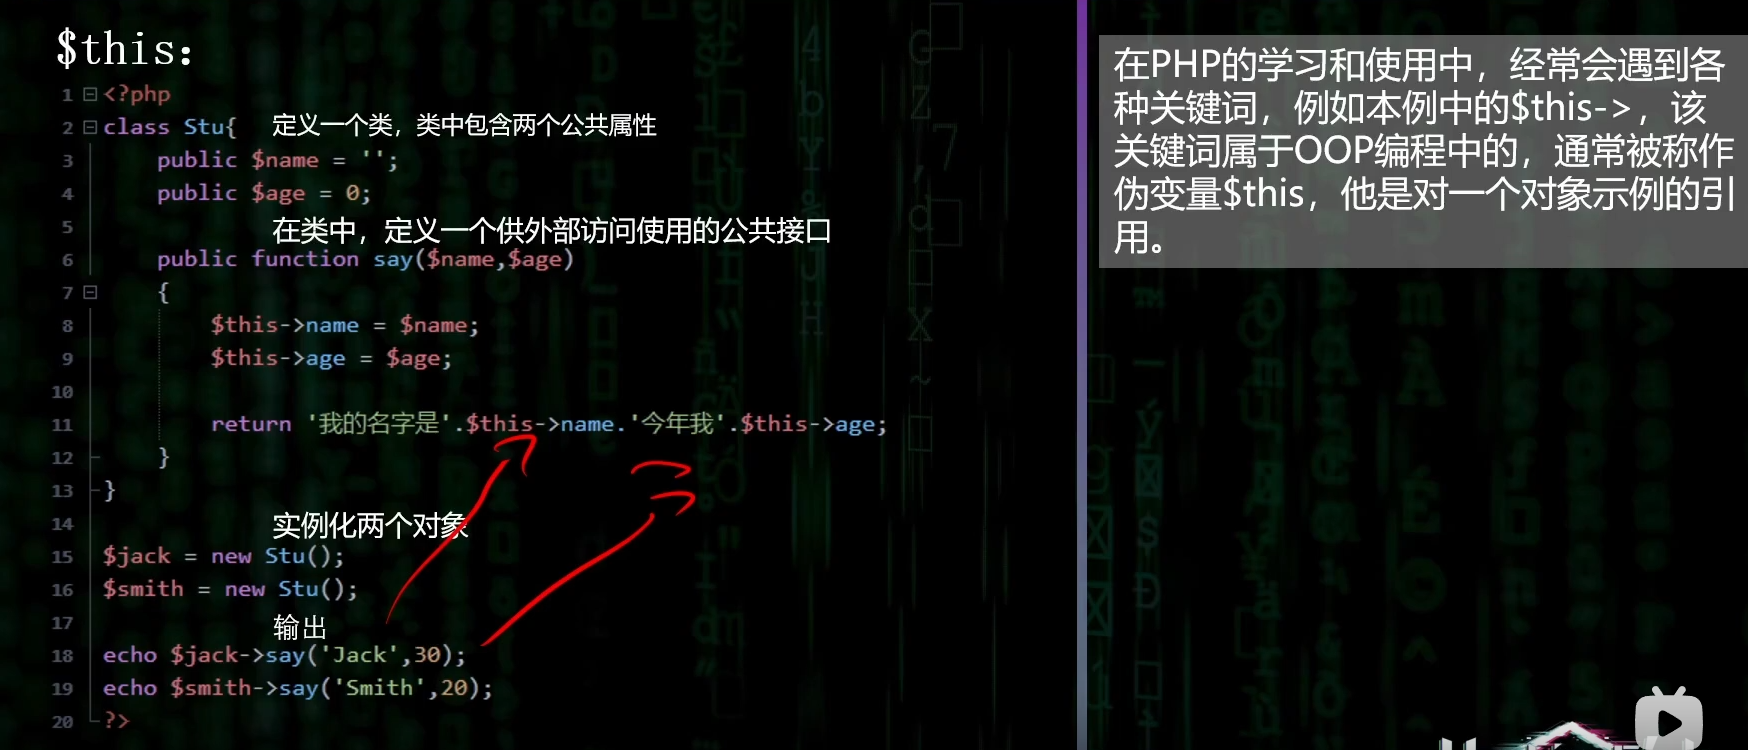 $this:
1 <?php
2 class Stu{ 定义一个类，类中包含两个公共属性
3 public $name = '';
4 public $age = 0;
5 在类中，定义一个供外部访问使用的公共接口
6 public function say($name,$age)
7 {
8 $this->name = $name;
9 $this->age = $age;
10
11 return '我的名字是'.$this->name.'今年我'.$this->age;
12 }
13 }
14 实例化两个对象
15 $jack = new Stu();
16 $smith = new Stu();
17 输出
18 echo $jack->say('Jack',30);
19 echo $smith->say('Smith',20);
20 ?>
在PHP的学习和使用中，经常会遇到各
种关键词，例如本例中的$this->，该
关键词属于OOP编程中的，通常被称作
伪变量$this，他是对一个对象示例的引
用。